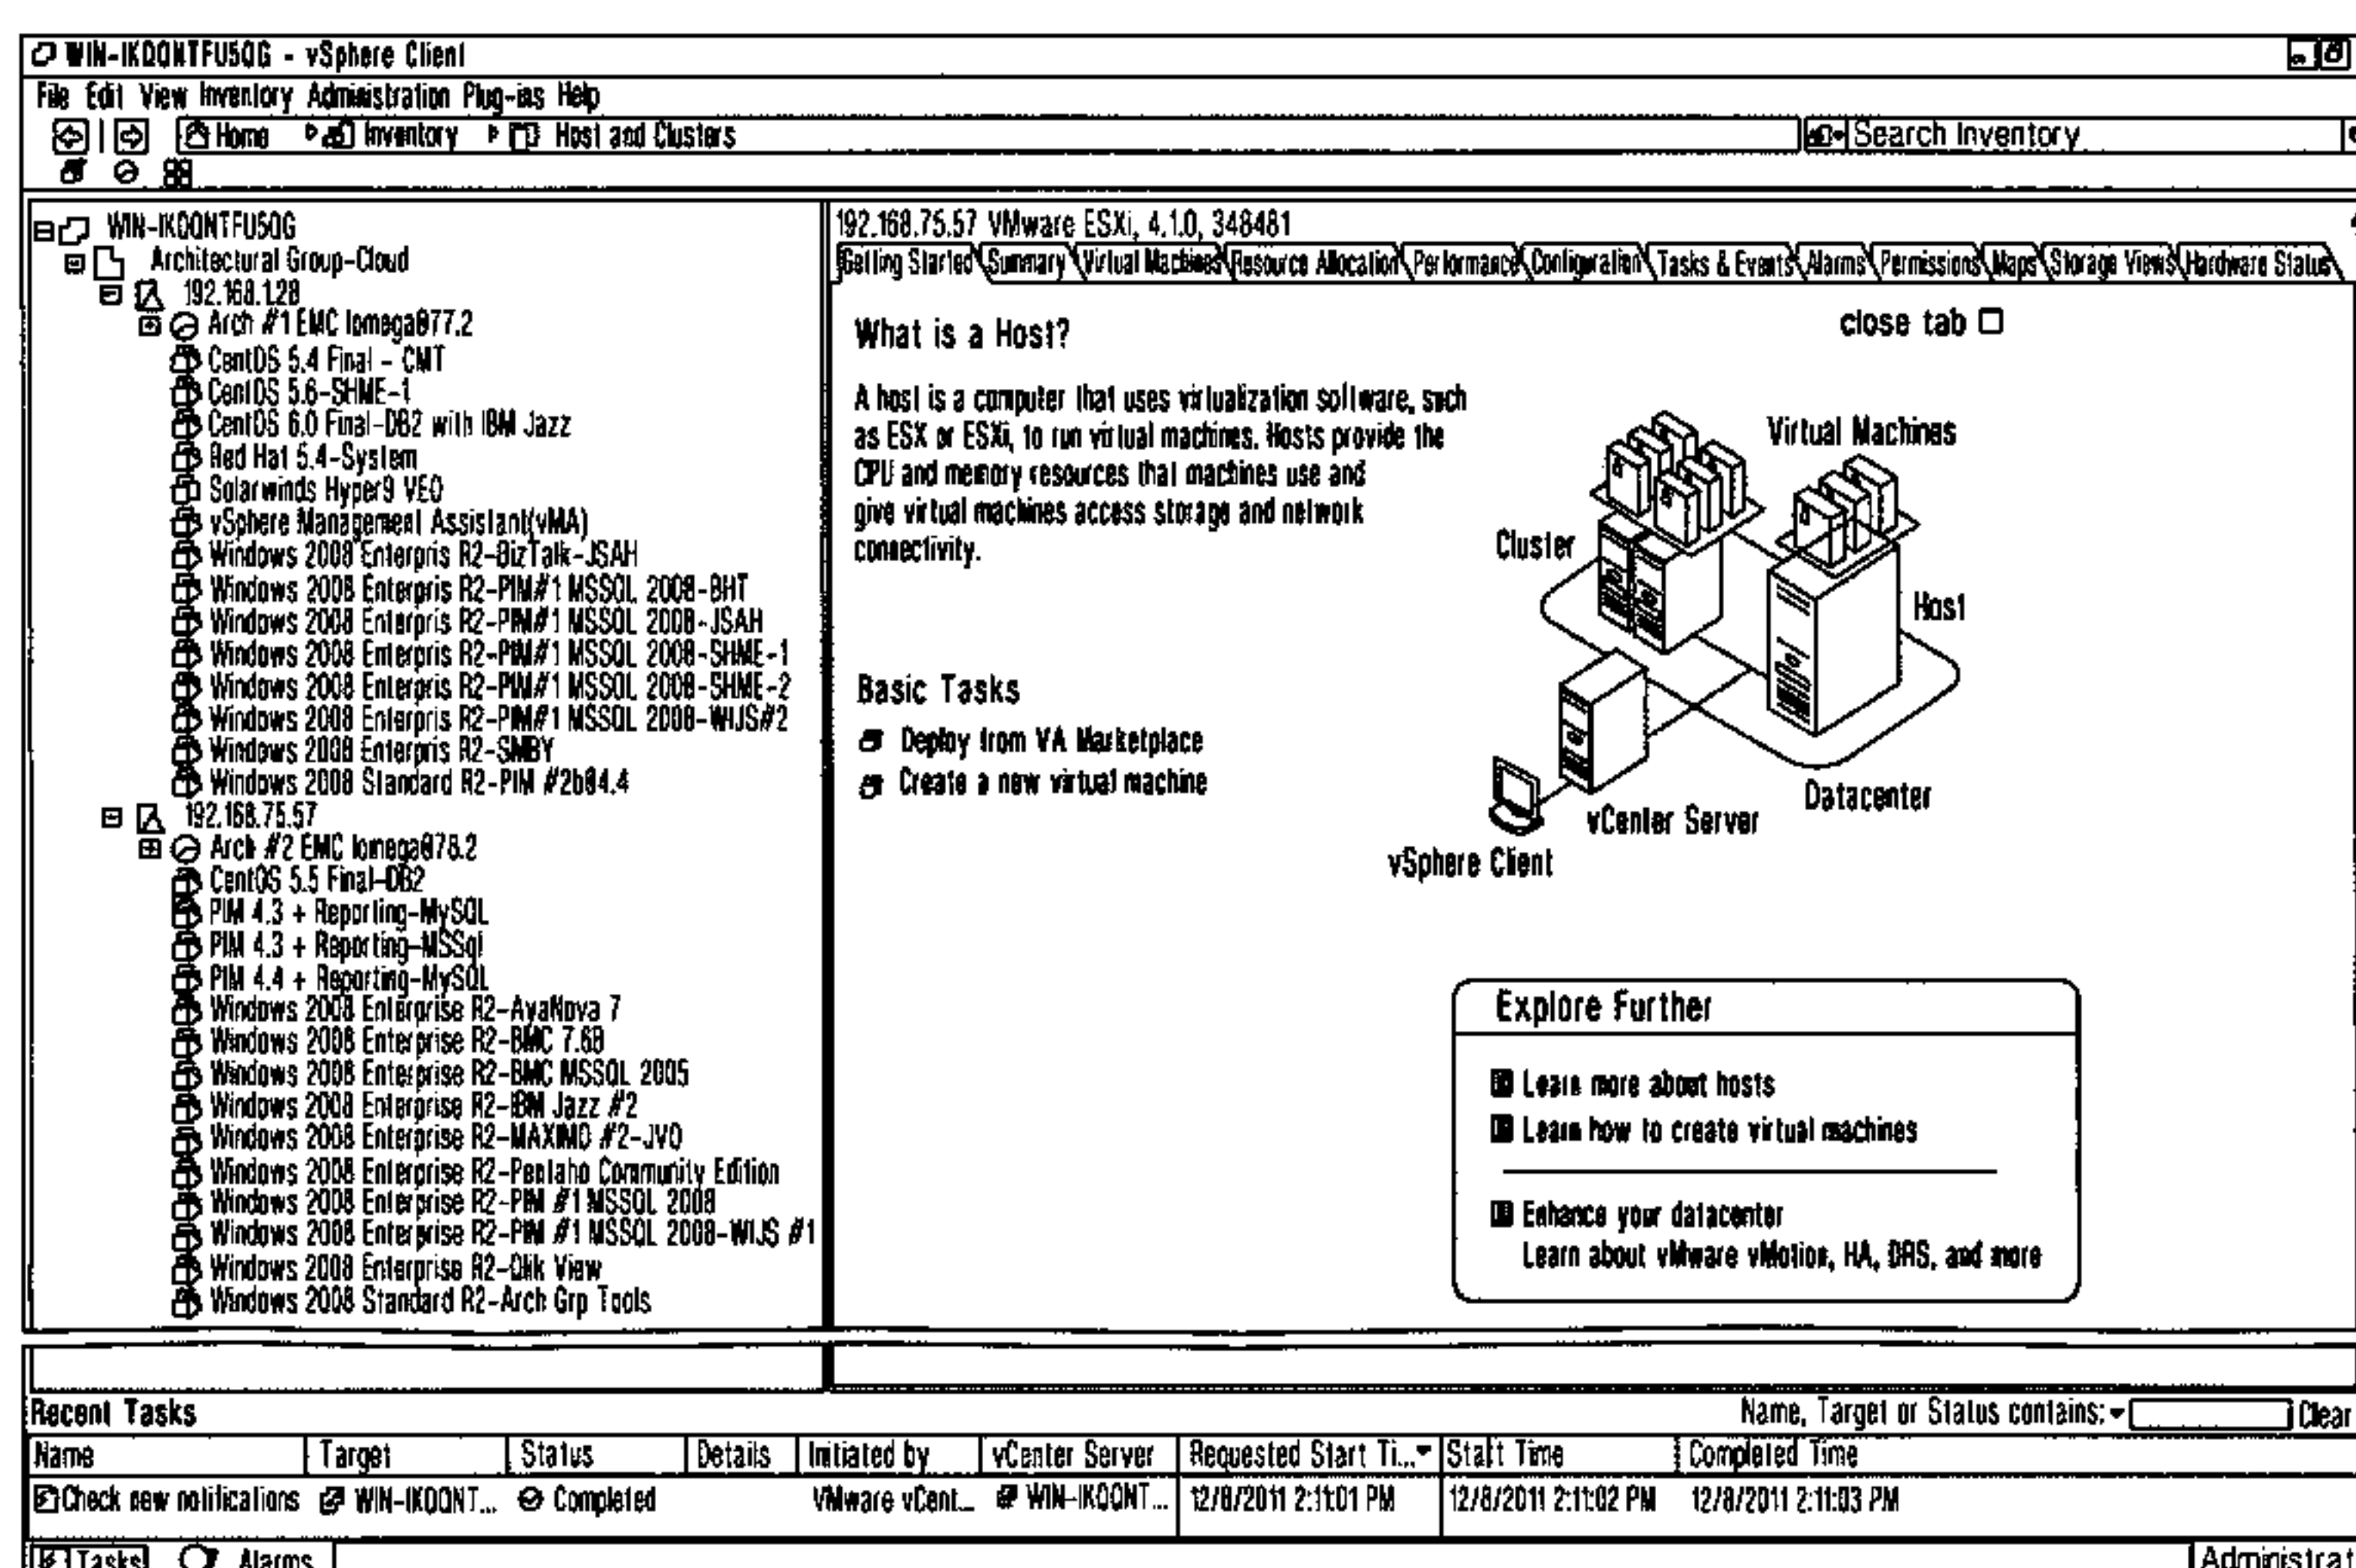 WIN-IKQQNTFU5QG - vSphere Client
File Edit View Inventory Administration Plug-ins Help
Home Inventory Host and Clusters
Search Inventory
WIN-IKQQNTFU5QG
Architectural Group-Cloud
192.168.1.28
Arch #1 EMC Iomega@77.2
CentOS 5.4 Final - CMT
CentOS 5.6-SHME-1
CentOS 6.0 Final-DB2 with IBM Jazz
Red Hat 5.4-System
Solarwinds Hyper9 VEO
vSphere Management Assistant(vMA)
Windows 2008 Enterpris R2-BizTalk-JSAH
Windows 2008 Enterpris R2-PIM#1 MSSQL 2008-BHT
Windows 2008 Enterpris R2-PIM#1 MSSQL 2008-JSAH
Windows 2008 Enterpris R2-PIM#1 MSSQL 2008-SHME-1
Windows 2008 Enterpris R2-PIM#1 MSSQL 2008-SHME-2
Windows 2008 Enterpris R2-PIM#1 MSSQL 2008-WIJS#2
Windows 2008 Enterpris R2-SMBY
Windows 2008 Standard R2-PIM
192.168.75.57
Arch #2 EMC Iomega@78.2
CentOS 5.5 Final-DB2
PIM 4.3 + Reporting-MySQL
PIM 4.3 + Reporting-MSSql
PIM 4.4 + Reporting-MySQL
Windows 2008 Enterprise R2-AyaNova 7
Windows 2008 Enterprise R2-BMC
Windows 2008 Enterprise R2-BMC MSSQL 2005
Windows 2008 Enterprise R2-IBM Jazz #2
Windows 2008 Enterprise R2-MAXIMO #2-JVO
Windows 2008 Enterprise R2-Pentaho Community Edition
Windows 2008 Enterprise R2-PIM #1 MSSQL 2008
Windows 2008 Enterprise R2-PIM #1 MSSQL 2008-WIJS #1
Windows 2008 Enterprise R2-Qlik View
Windows 2008 Standard R2-Arch Grp Tools
192.168.75.57 VMware ESXi, 4.1.0, 348481
Getting Started Summary Virtual Machines Resource Allocation Performance Configuration Tasks & Events Alarms Permissions Maps Storage Views Hardware Status
close tab
What is a Host?
A host is a computer that uses virtualization software, such
as ESX or ESXi, to run virtual machines. Hosts provide the
CPU and memory resources that machines use and
give virtual machines access storage and network
connectivity.
Virtual Machines
Cluster
Host
Datacenter
vCenter Server
vSphere Client
Basic Tasks
Deploy from VA Marketplace
Create a new virtual machine
Explore Further
Learn more about hosts
Learn how to create virtual machines
Enhance your datacenter
Learn about vMware vMotion, HA, DRS, and more
Recent Tasks
Name, Target or Status contains: Clear
Name Target Status Details Initiated by vCenter Server Requested Start Ti... Start Time Completed Time
Check new notifications WIN-IKQQNT... Completed VMware vCent... WIN-IKQQNT... 12/8/2011 2:11:01 PM 12/8/2011 2:11:02 PM 12/8/2011 2:11:03 PM
Tasks Alarms Administrat